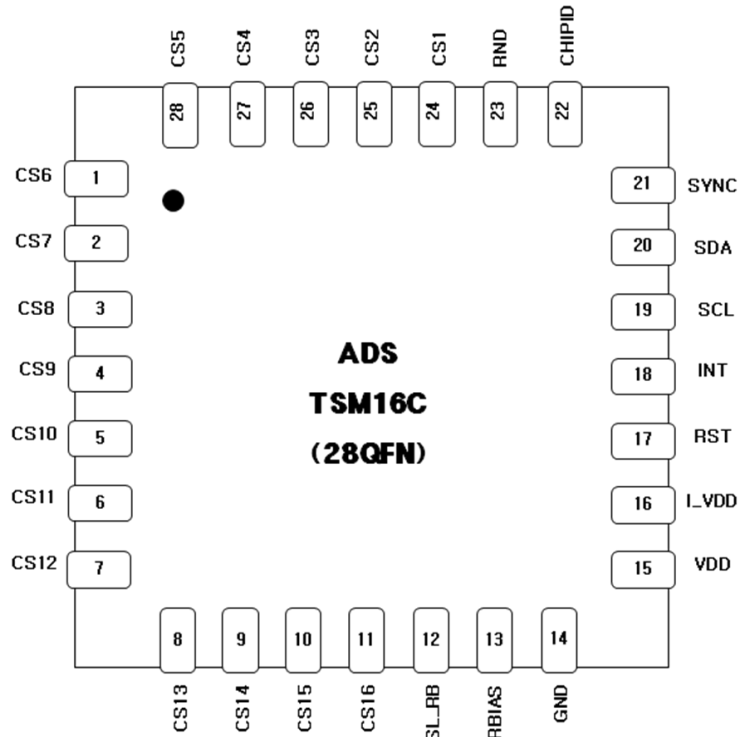 CS5 CS4 CS3 CS2 CS1 RND CHIPID
28 27 26 25 24 23 22
CS6 1
CS7 2
CS8 3
CS9 4
CS10 5
CS11 6
CS12 7
ADS
TSM16C
(28QFN)
21 SYNC
20 SDA
19 SCL
18 INT
17 RST
16 I_VDD
15 VDD
8 9 10 11 12 13 14
CS13 CS14 CS15 CS16 SL_RB RBIAS GND